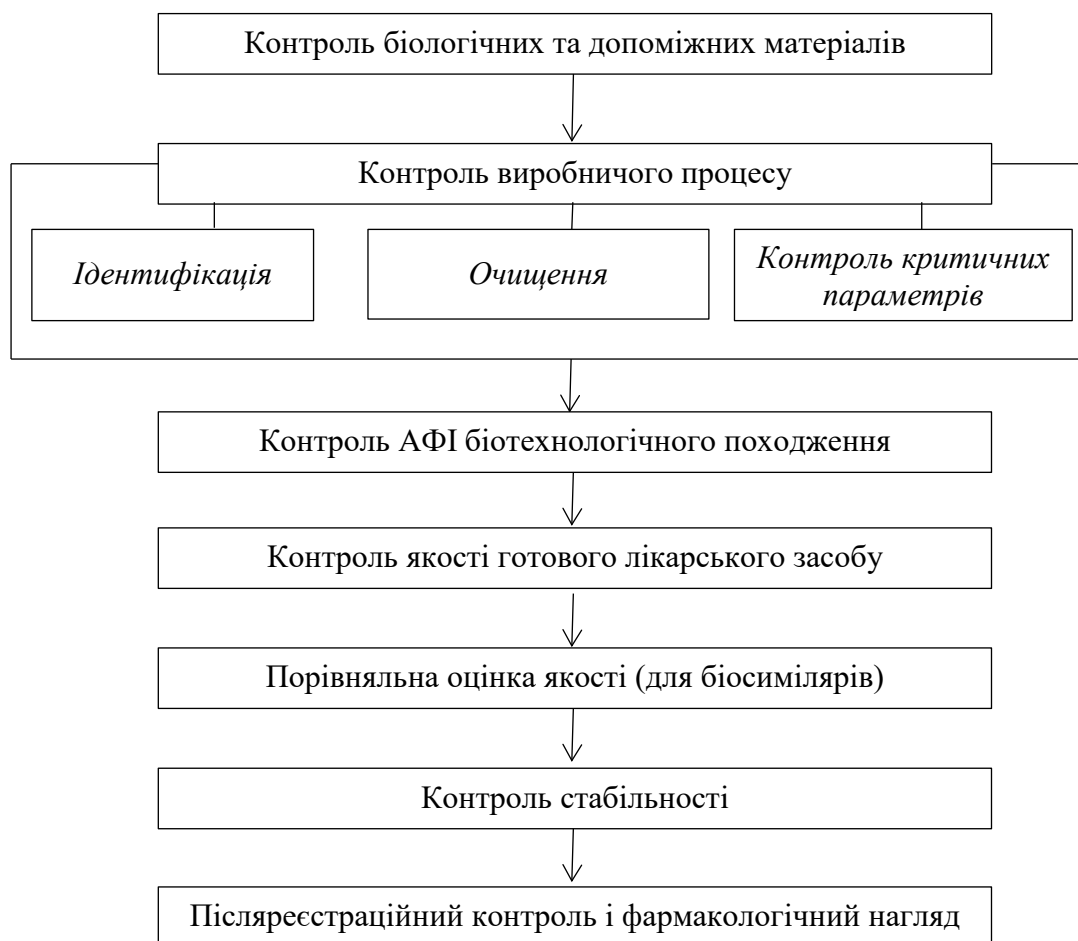 Контроль біологічних та допоміжних матеріалів
Контроль виробничого процесу
Ідентифікація
Очищення
Контроль критичних
параметрів
Контроль АФІ біотехнологічного походження
Контроль якості готового лікарського засобу
Порівняльна оцінка якості (для біосимілярів)
Контроль стабільності
Післяреєстраційний контроль і фармакологічний нагляд